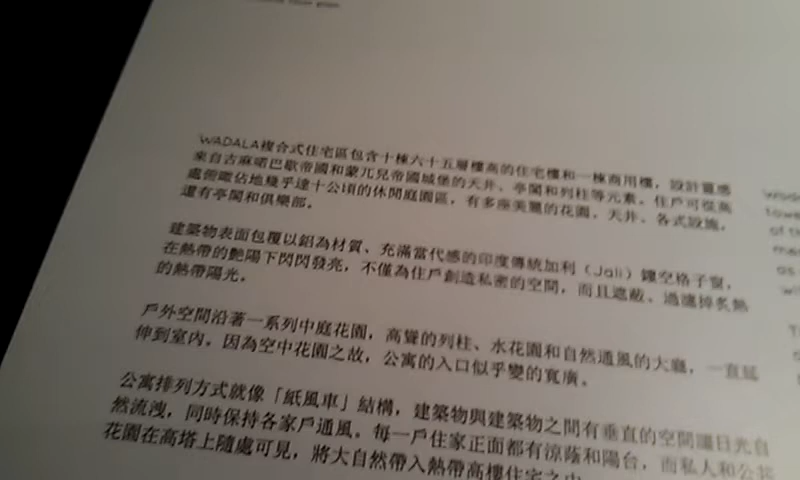 WADALA複合式住宅區包含十棟六十五層樓高的住宅樓和一棟商用樓，設計靈感
來自古麻喏巴歇帝國和蒙兀兒帝國城堡的天井、亭閣和列柱等元素。住戶可從高
處俯瞰佔地幾乎達十公頃的休閒庭園區，有多座美麗的花園、天井、各式設施，
還有亭閣和俱樂部。
建築物表面包覆以鋁為材質、充滿當代感的印度傳統加利（Jali）鏤空格子窗，
在熱帶的艷陽下閃閃發亮，不僅為住戶創造私密的空間，而且遮蔽、過濾掉炙熱
的熱帶陽光。
戶外空間沿著一系列中庭花園，高聳的列柱、水花園和自然通風的大廳，一直延
伸到室內。因為空中花園之故，公寓的入口似乎變的寬廣。
公寓排列方式就像「紙風車」結構，建築物與建築物之間有垂直的空間讓日光自
然流洩，同時保持各家戶通風。每一戶住家正面都有涼蔭和陽台，而私人和公共
花園在高塔上隨處可見，將大自然帶入熱帶高樓住宅之中